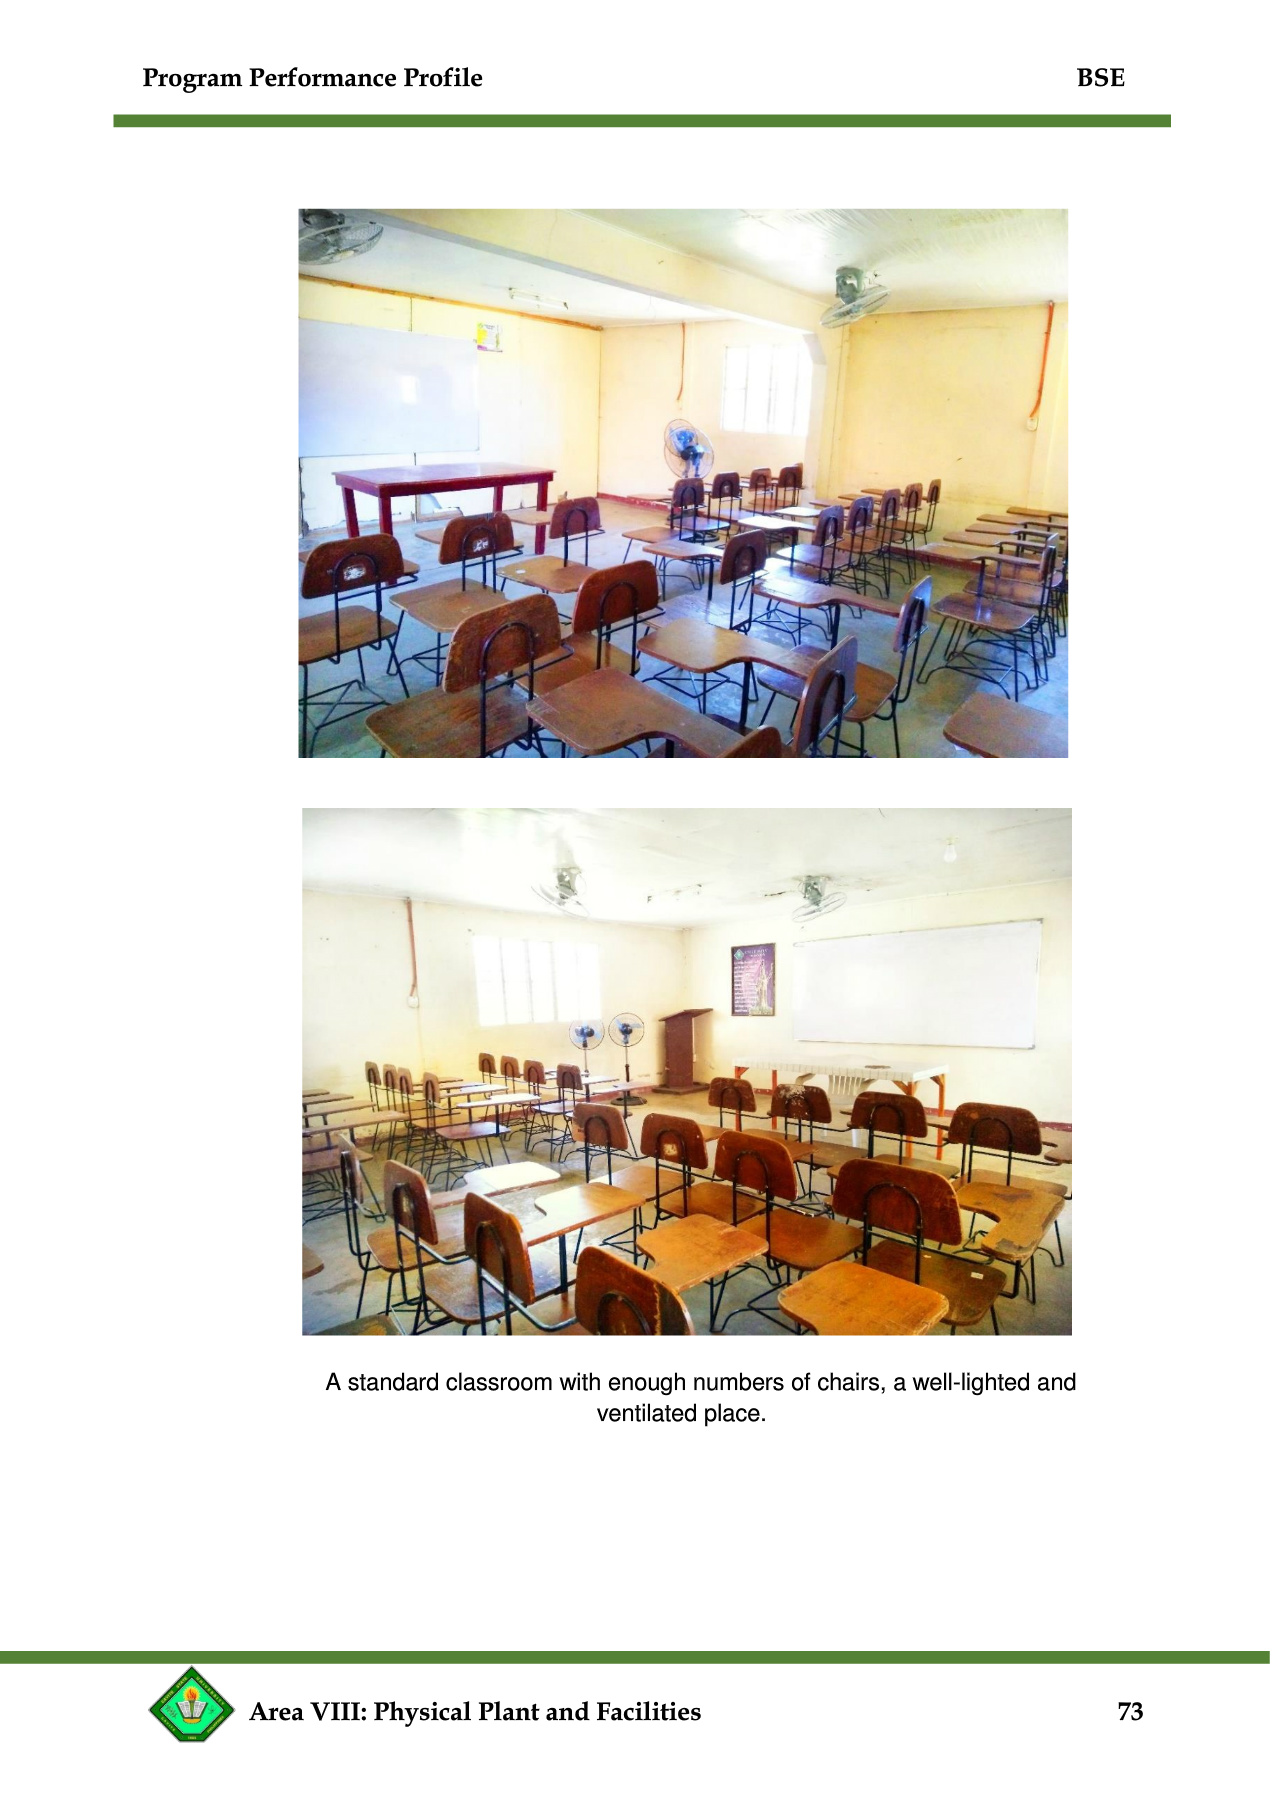 Program Performance Profile BSE
A standard classroom with enough numbers of chairs, a well-lighted and
ventilated place.
Area VIII: Physical Plant and Facilities 73